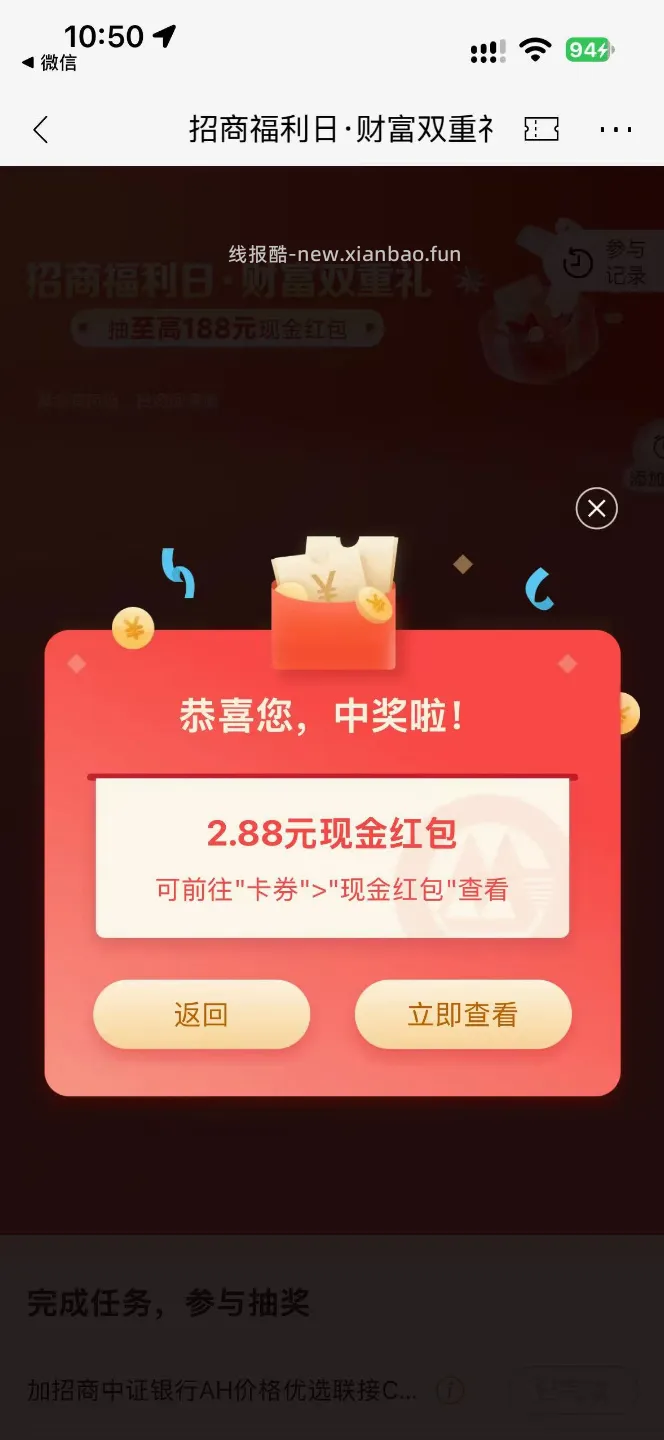 10:50
94
微信
招商福利日·财富双重礼
线报酷-new.xianbao.fun
参与
记录
招商福利日·财富双重礼
抽至高188元现金红包
添加
恭喜您，中奖啦！
2.88元现金红包
可前往"卡券">"现金红包"查看
返回
立即查看
完成任务，参与抽奖
加招商中证银行AH价格优选联接C...